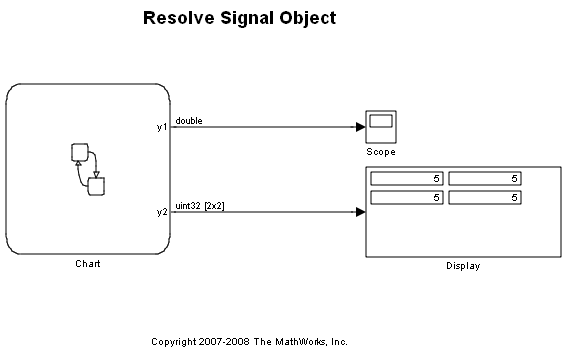 Resolve Signal Object
y1 double
Scope
5 5
5 5
y2 uint32 [2x2]
Chart
Display
Copyright 2007-2008 The MathWorks, Inc.